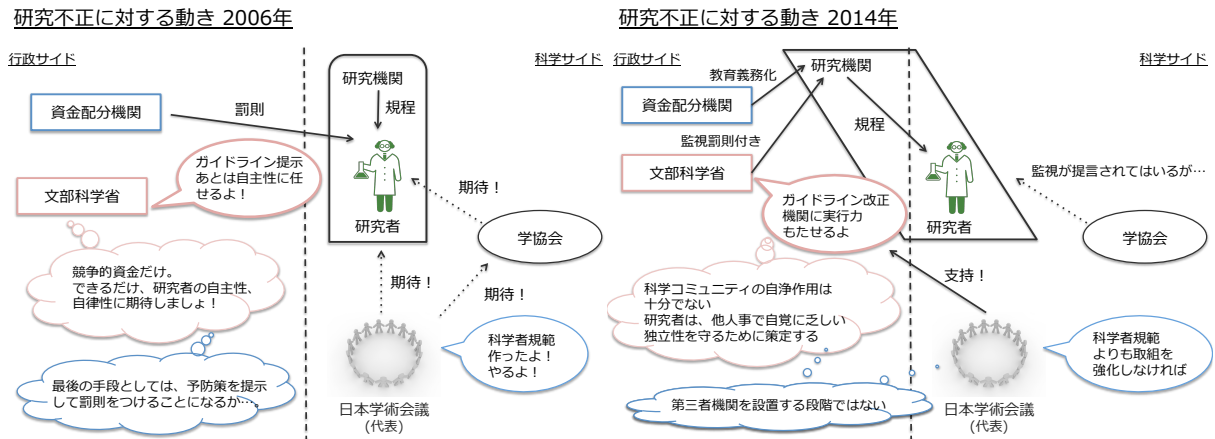 研究不正に対する動き 2006年
行政サイド
科学サイド
研究機関
規程
資金配分機関
罰則
ガイドライン提示
あとは自主性に任
せるよ！
文部科学省
期待！
研究者
学協会
競争的資金だけ。
できるだけ、研究者の自主性、
自律性に期待しましょ！
期待！
期待！
科学者規範
作ったよ！
やるよ！
最後の手段としては、予防策を提示
して罰則をつけることになるか…。
日本学術会議
(代表)
研究不正に対する動き 2014年
行政サイド
科学サイド
研究機関
教育義務化
資金配分機関
規程
監視罰則付き
文部科学省
監視が提言されてはいるが…
ガイドライン改正
機関に実行力
もたせるよ
研究者
学協会
支持！
科学コミュニティの自浄作用は
十分でない
研究者は、他人事で自覚に乏しい
独立性を守るために策定する
科学者規範
よりも取組を
強化しなければ
第三者機関を設置する段階ではない
日本学術会議
(代表)